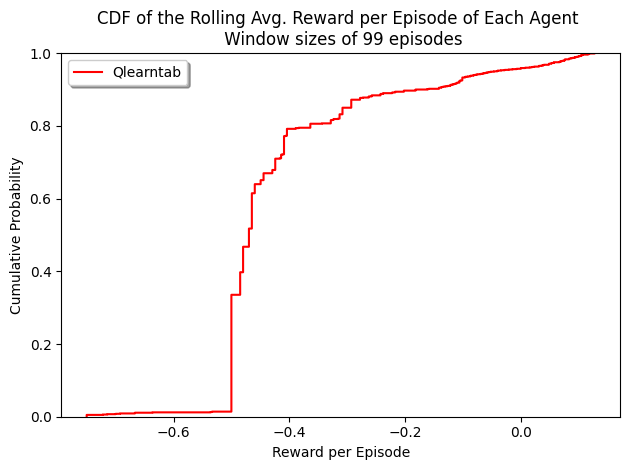 CDF of the Rolling Avg. Reward per Episode of Each Agent
Window sizes of 99 episodes
Qlearntab
Cumulative Probability
1.0
0.8
0.6
0.4
0.2
0.0
−0.6
−0.4
−0.2
0.0
Reward per Episode